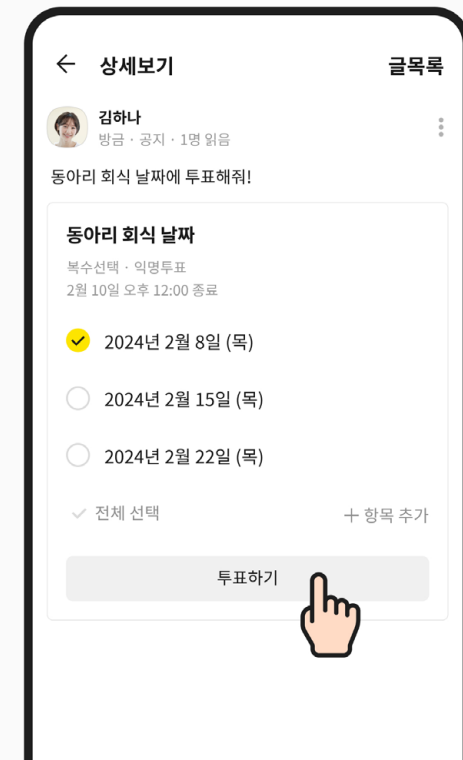 상세보기 글목록
김하나
방금 · 공지 · 1명 읽음
동아리 회식 날짜에 투표해줘!
동아리 회식 날짜
복수선택 · 익명투표
2월 10일 오후 12:00 종료
2024년 2월 8일 (목)
2024년 2월 15일 (목)
2024년 2월 22일 (목)
전체 선택 + 항목 추가
투표하기